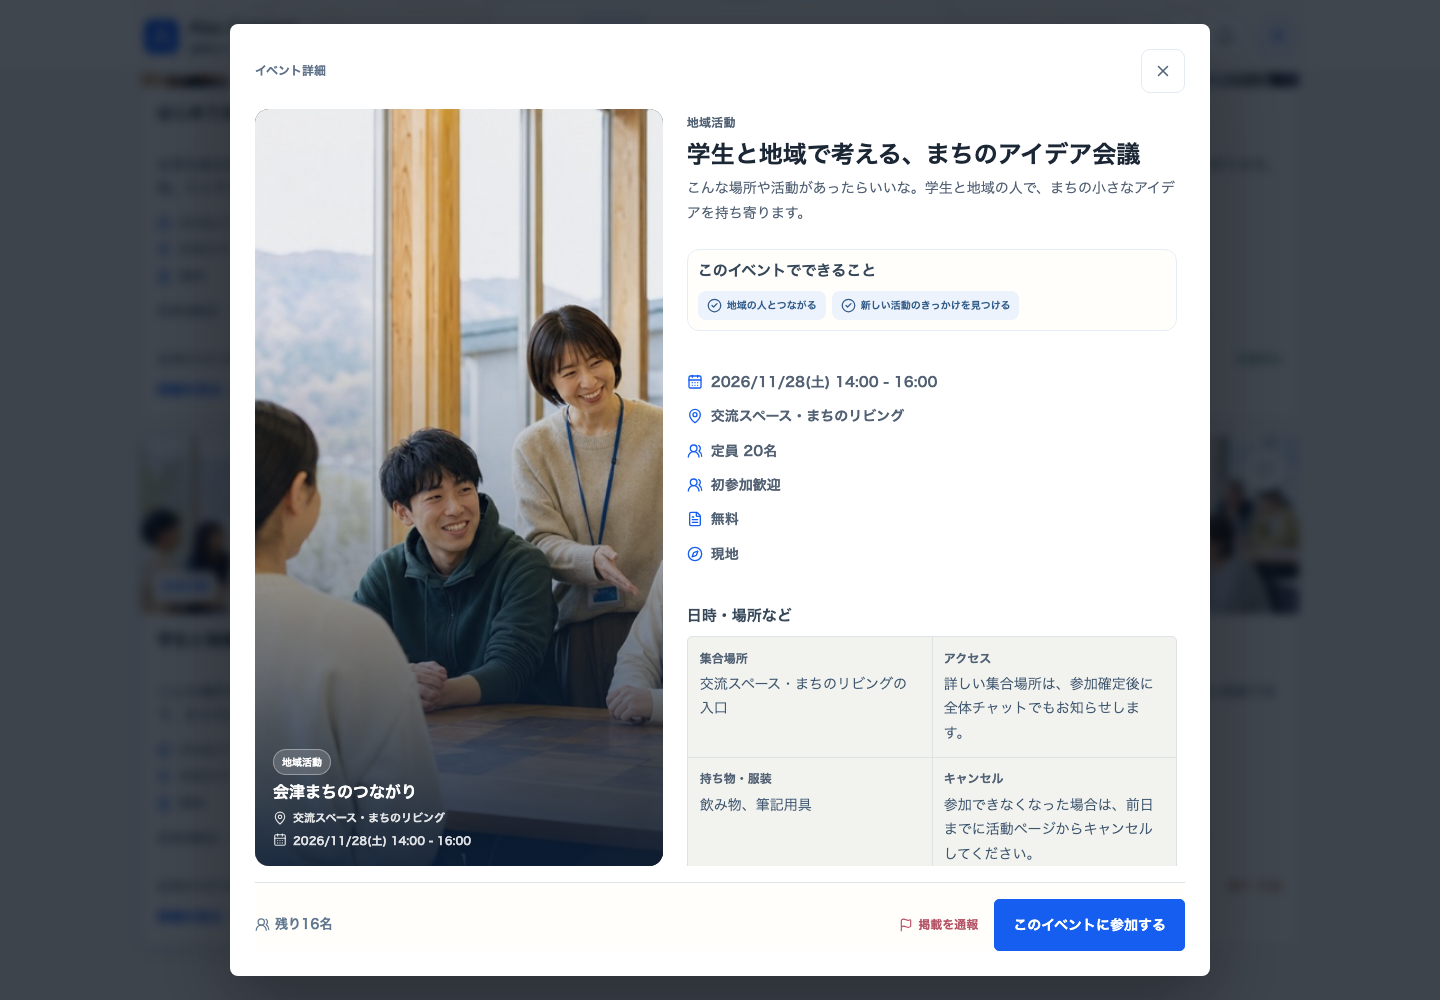 イベント詳細
地域活動
学生と地域で考える、まちのアイデア会議
こんな場所や活動があったらいいな。学生と地域の人で、まちの小さなアイデ
アを持ち寄ります。
このイベントでできること
地域の人とつながる
新しい活動のきっかけを見つける
2026/11/28(土) 14:00 - 16:00
交流スペース・まちのリビング
定員 20名
初参加歓迎
無料
現地
日時・場所など
集合場所
交流スペース・まちのリビングの
入口
アクセス
詳しい集合場所は、参加確定後に
全体チャットでもお知らせしま
す。
持ち物・服装
飲み物、筆記用具
キャンセル
参加できなくなった場合は、前日
までに活動ページからキャンセル
してください。
地域活動
会津まちのつながり
交流スペース・まちのリビング
2026/11/28(土) 14:00 - 16:00
残り16名
掲載を通報
このイベントに参加する